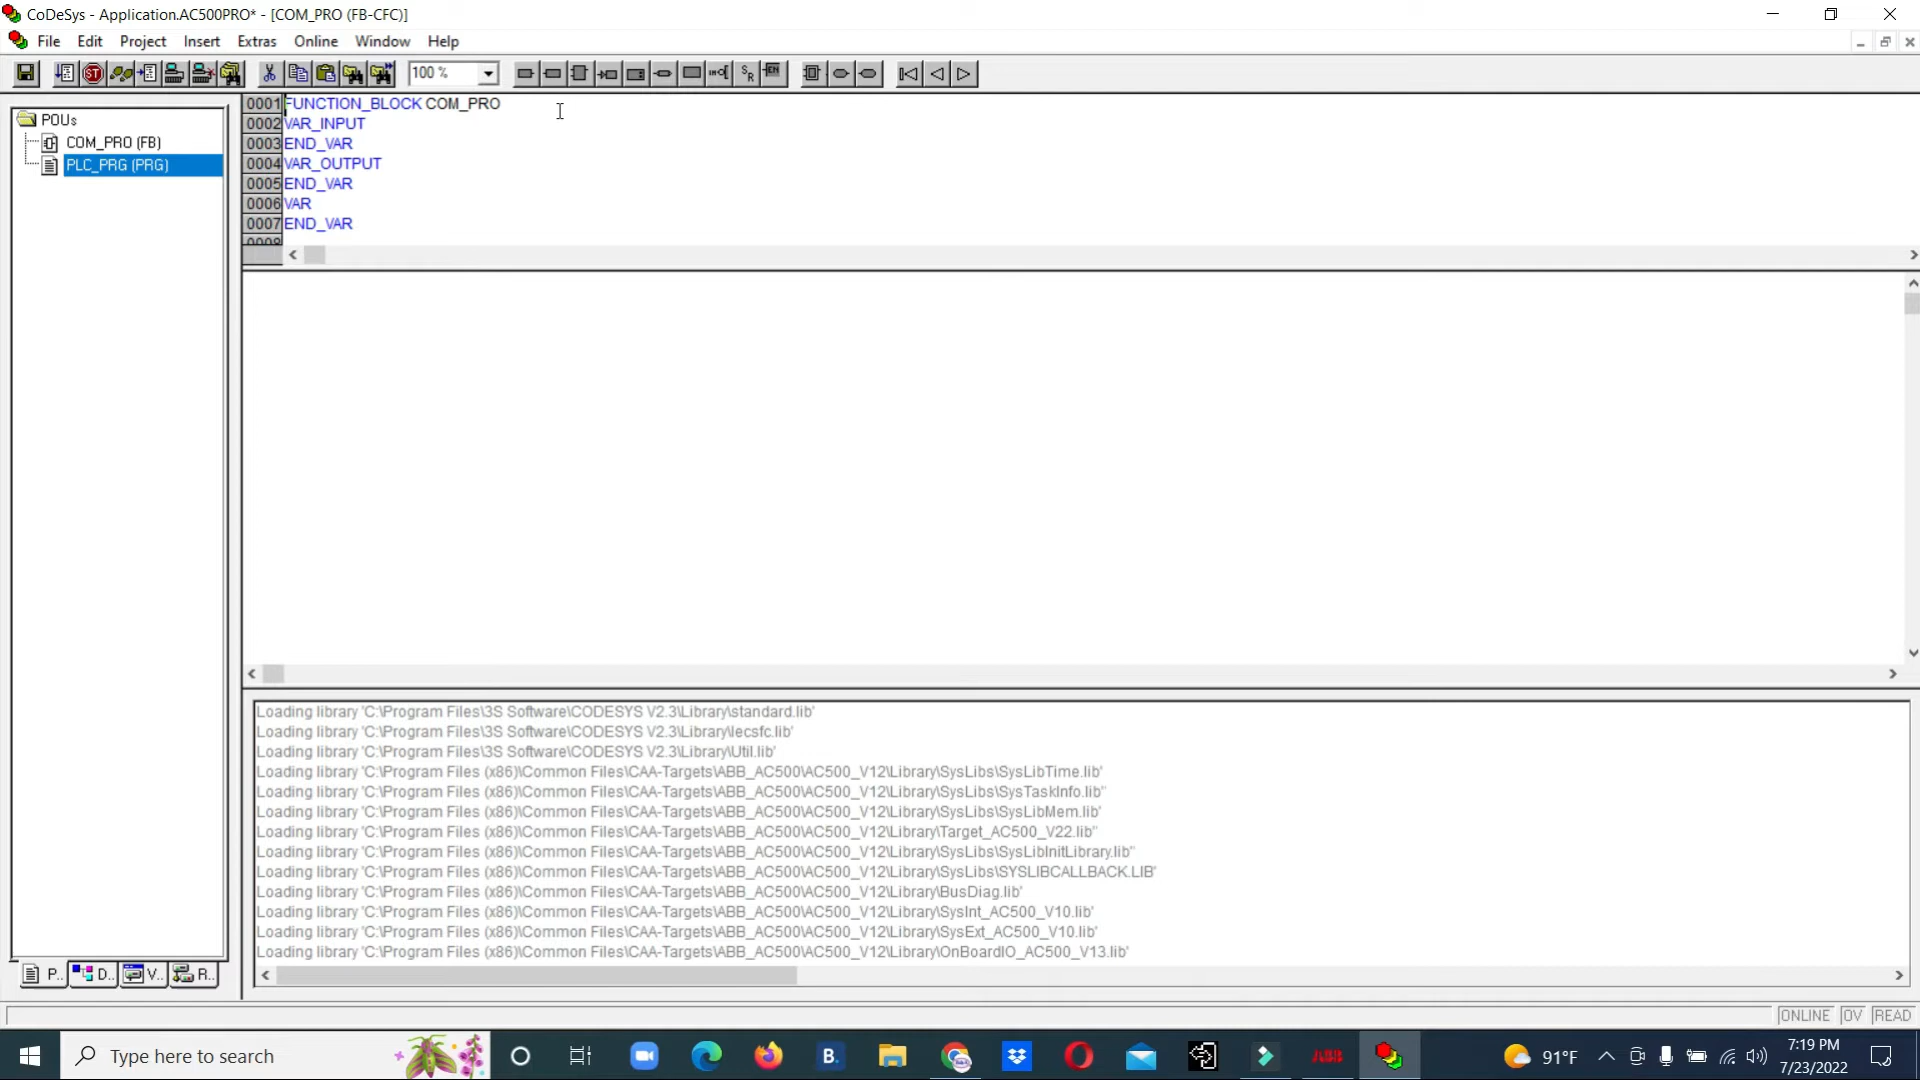 CoDeSys - Application.AC500PRO* - [COM_PRO (FB-CFC)]
File Edit Project Insert Extras Online Window Help
100 %
POUs
COM_PRO (FB)
PLC_PRG (PRG)
0001 FUNCTION_BLOCK COM_PRO
0002 VAR_INPUT
0003 END_VAR
0004 VAR_OUTPUT
0005 END_VAR
0006 VAR
0007 END_VAR
0008
Loading library 'C:\Program Files\3S Software\CODESYS V2.3\Library\standard.lib'
Loading library 'C:\Program Files\3S Software\CODESYS V2.3\Library\Iecsfc.lib'
Loading library 'C:\Program Files\3S Software\CODESYS V2.3\Library\Util.lib'
Loading library 'C:\Program Files (x86)\Common Files\CAA-Targets\ABB_AC500\AC500_V12\Library\SysLibs\SysLibTime.lib'
Loading library 'C:\Program Files (x86)\Common Files\CAA-Targets\ABB_AC500\AC500_V12\Library\SysLibs\SysTaskInfo.lib''
Loading library 'C:\Program Files (x86)\Common Files\CAA-Targets\ABB_AC500\AC500_V12\Library\SysLibs\SysLibMem.lib'
Loading library 'C:\Program Files (x86)\Common Files\CAA-Targets\ABB_AC500\AC500_V12\Library\Target_AC500_V22.lib''
Loading library 'C:\Program Files (x86)\Common Files\CAA-Targets\ABB_AC500\AC500_V12\Library\SysLibs\SysLibInitLibrary.lib''
Loading library 'C:\Program Files (x86)\Common Files\CAA-Targets\ABB_AC500\AC500_V12\Library\SysLibs\SYSLIBCALLBACK.LIB'
Loading library 'C:\Program Files (x86)\Common Files\CAA-Targets\ABB_AC500\AC500_V12\Library\BusDiag.lib'
Loading library 'C:\Program Files (x86)\Common Files\CAA-Targets\ABB_AC500\AC500_V12\Library\SysInt_AC500_V10.lib'
Loading library 'C:\Program Files (x86)\Common Files\CAA-Targets\ABB_AC500\AC500_V12\Library\SysExt_AC500_V10.lib'
Loading library 'C:\Program Files (x86)\Common Files\CAA-Targets\ABB_AC500\AC500_V12\Library\OnBoardIO_AC500_V13.lib'
P.. D.. V.. R..
ONLINE OV READ
Type here to search
B.
ABB
91°F
7:19 PM
7/23/2022